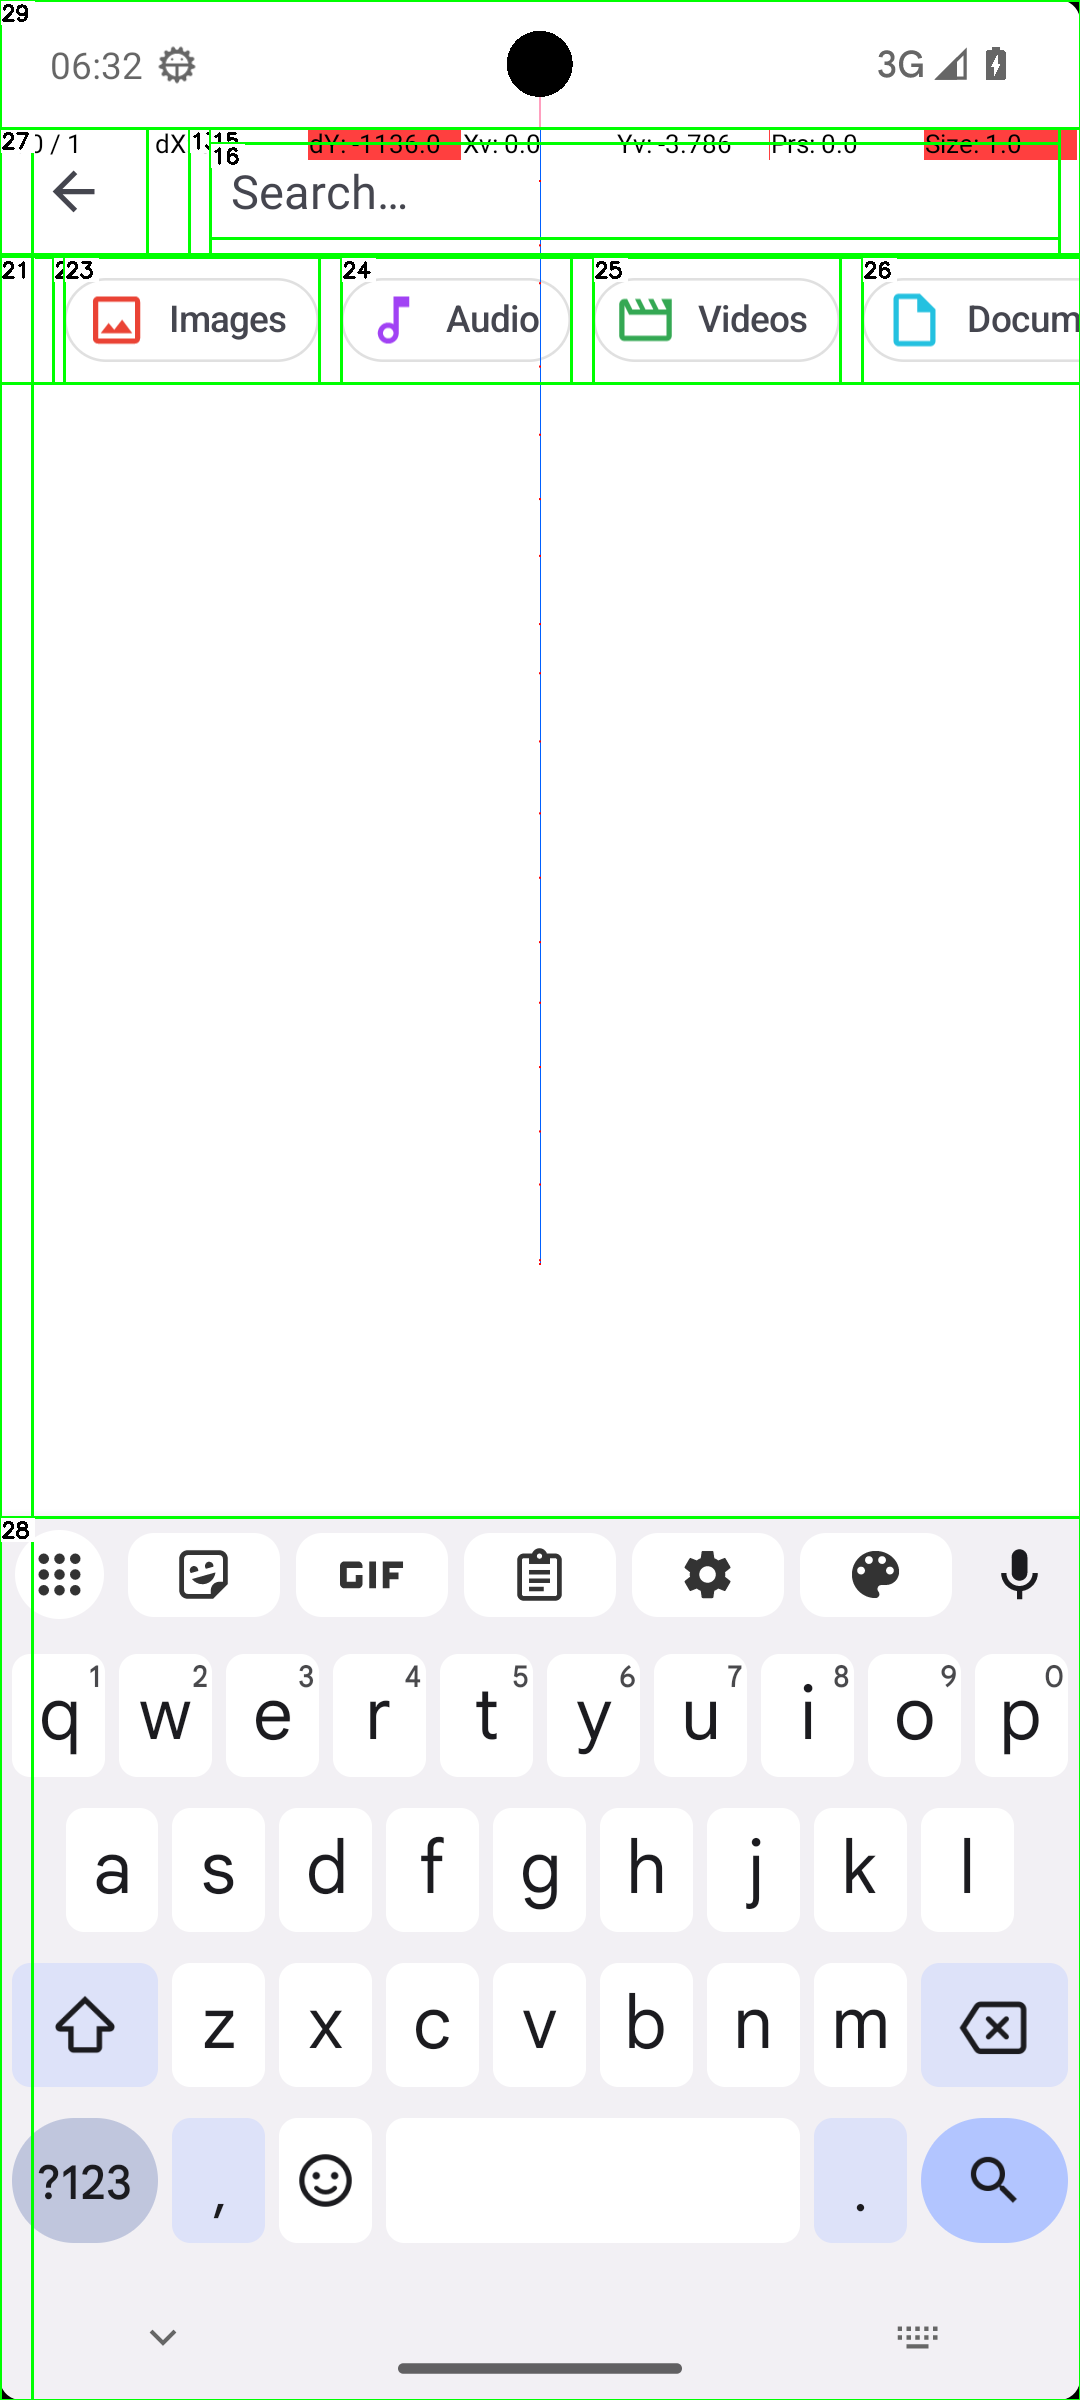 29
06:32 3G
27 0 / 1 dX 15 dY: -1136.0 Xv: 0.0 Yv: -3.786 Prs: 0.0 Size: 1.0
16
Search…
21 23 24 25 26
Images Audio Videos Docum
28
GIF
q 1 w 2 e 3 r 4 t 5 y 6 u 7 i 8 o 9 p 0
a s d f g h j k l
z x c v b n m
?123 , .